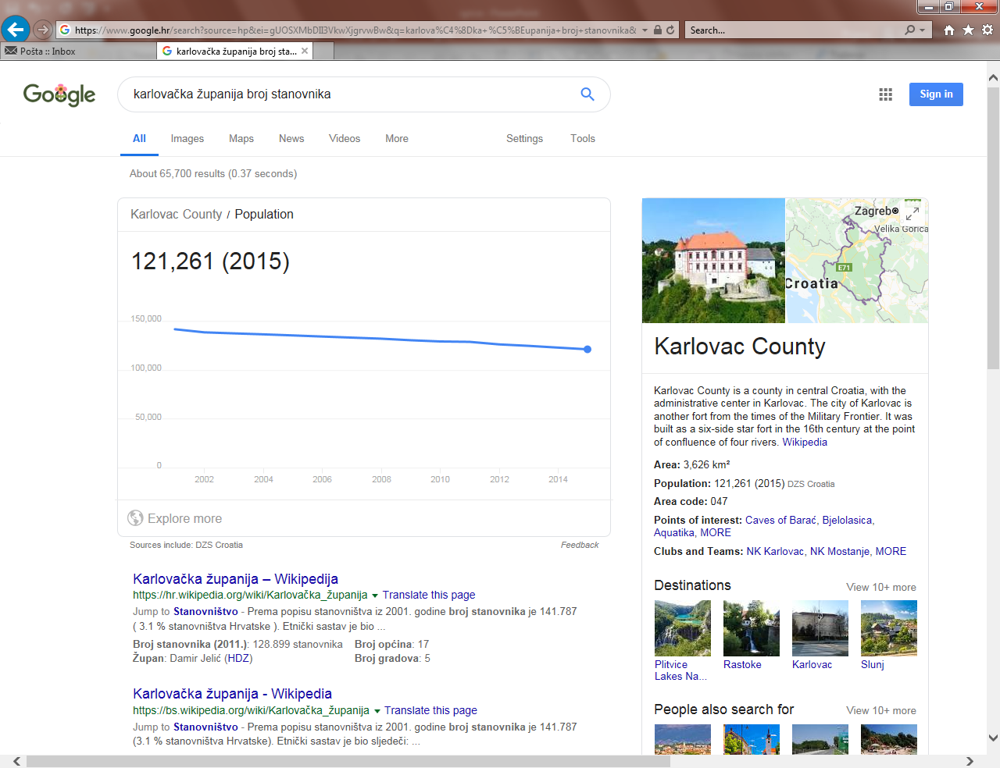 https://www.google.hr/search?source=hp&ei=gUOSXMbDII3VkwXjgrvwBw&q=karlova%C4%8Dka+%C5%BEupanija+broj+stanovnika&
Search...
Pošta :: Inbox
karlovačka županija broj sta...
Google
karlovačka županija broj stanovnika
Sign in
All Images Maps News Videos More Settings Tools
About 65,700 results (0.37 seconds)
Karlovac County / Population
121,261 (2015)
150,000
100,000
50,000
0
2002 2004 2006 2008 2010 2012 2014
Explore more
Sources include: DZS Croatia
Feedback
Karlovačka županija – Wikipedija
https://hr.wikipedia.org/wiki/Karlovačka_županija Translate this page
Jump to Stanovništvo - Prema popisu stanovništva iz 2001. godine broj stanovnika je 141.787
( 3.1 % stanovništva Hrvatske ). Etnički sastav je bio ...
Broj stanovnika (2011.): 128.899 stanovnika Broj općina: 17
Župan: Damir Jelić (HDZ) Broj gradova: 5
Karlovačka županija - Wikipedia
https://bs.wikipedia.org/wiki/Karlovačka_županija Translate this page
Jump to Stanovništvo - Prema popisu stanovništva iz 2001. godine broj stanovnika je 141.787
(3.1 % stanovništva Hrvatske). Etnički sastav je bio sljedeči: ...
Zagreb
Velika Gorica
E71
Croatia
Karlovac County
Karlovac County is a county in central Croatia, with the
administrative center in Karlovac. The city of Karlovac is
another fort from the times of the Military Frontier. It was
built as a six-side star fort in the 16th century at the point
of confluence of four rivers. Wikipedia
Area: 3,626 km²
Population: 121,261 (2015) DZS Croatia
Area code: 047
Points of interest: Caves of Barać, Bjelolasica,
Aquatika, MORE
Clubs and Teams: NK Karlovac, NK Mostanje, MORE
Destinations
View 10+ more
Plitvice
Lakes Na...
Rastoke
Karlovac
Slunj
People also search for
View 10+ more